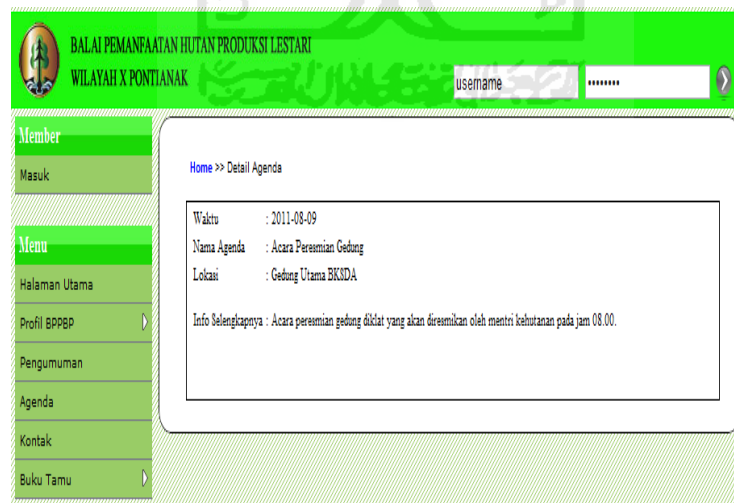 BALAI PEMANFAATAN HUTAN PRODUKSI LESTARI
WILAYAH X PONTIANAK
username ••••••••
Member
Masuk
Menu
Halaman Utama
Profil BPPBP
Pengumuman
Agenda
Kontak
Buku Tamu
Home >> Detail Agenda
Waktu : 2011-08-09
Nama Agenda : Acara Peresmian Gedung
Lokasi : Gedung Utama BKSDA
Info Selengkapnya : Acara peresmian gedung diklat yang akan diresmikan oleh mentri kehutanan pada jam 08.00.